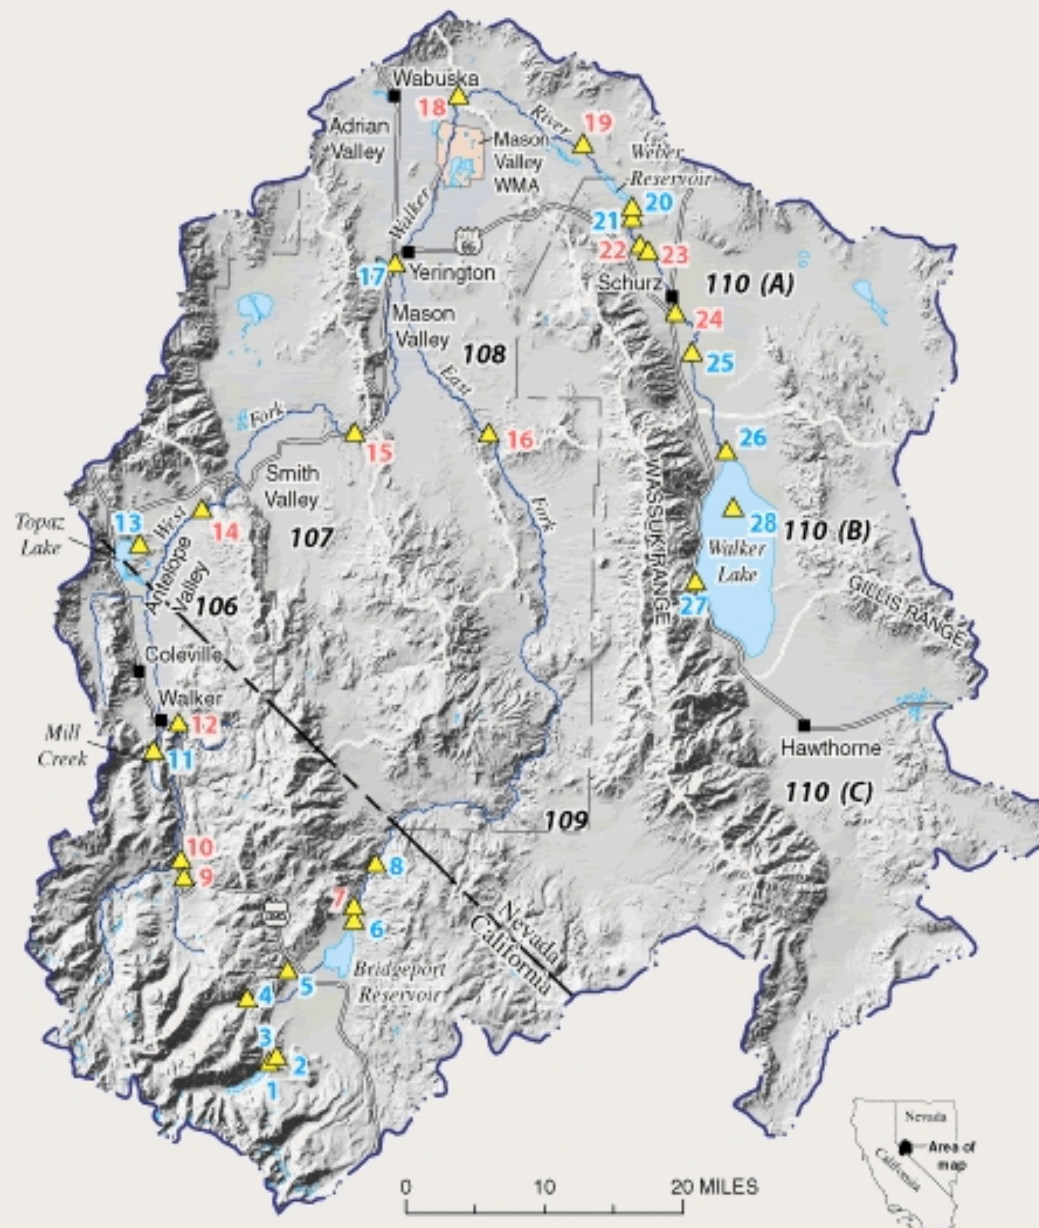 Wabuska
18
River
19
Adrian
Valley
Mason
Valley
WMA
Weber
Reservoir
Walker
20
21
22
23
17
Yerington
Schurz
110 (A)
24
Mason
Valley
108
25
East
Fork
15
16
26
Smith
Valley
WASSUK RANGE
Fork
Topaz
Lake
13
West
14
107
28
110 (B)
Walker
Lake
Antelope
Valley
106
27
GILLIS RANGE
Coleville
Walker
12
Mill
Creek
11
Hawthorne
110 (C)
109
10
9
8
395
7
6
Nevada
California
5
Bridgeport
Reservoir
4
3
2
1
Nevada
California
Area of
map
0 10 20 MILES